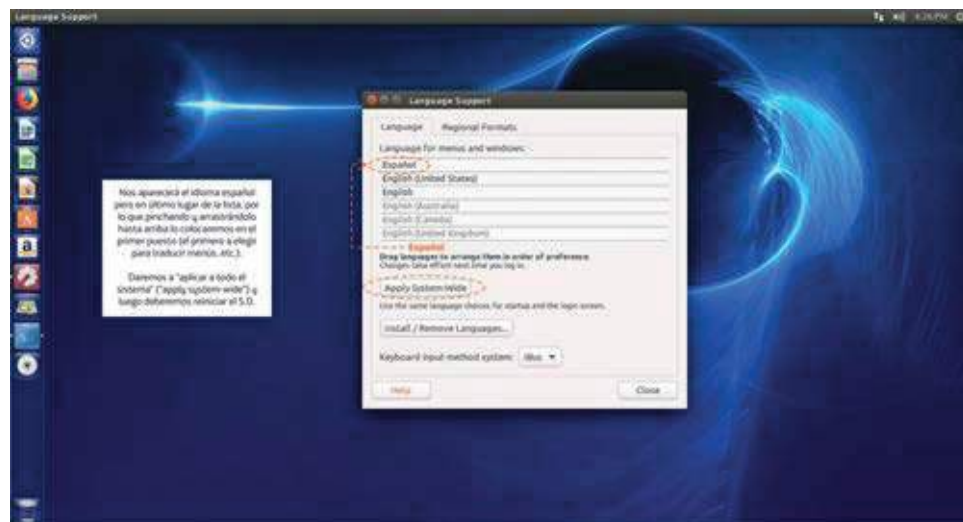 Language Support
4:26 PM
Language Support
Language Regional Formats
Language for menus and windows:
Español
English (United States)
English
English (Australia)
English (Canada)
English (United Kingdom)
Español
Drag languages to arrange them in order of preference.
Changes take effect next time you log in.
Apply System-Wide
Use the same language choices for startup and the login screen.
Install / Remove Languages...
Keyboard input method system: IBus
Help Close
Nos aparecerá el idioma español
pero en último lugar de la lista, por
lo que pinchando y arrastrándolo
hasta arriba lo colocaremos en el
primer puesto (el primero a elegir
para traducir menús, etc.).
Daremos a "aplicar a todo el
sistema" ("apply system-wide") y
luego deberemos reiniciar el S.O.